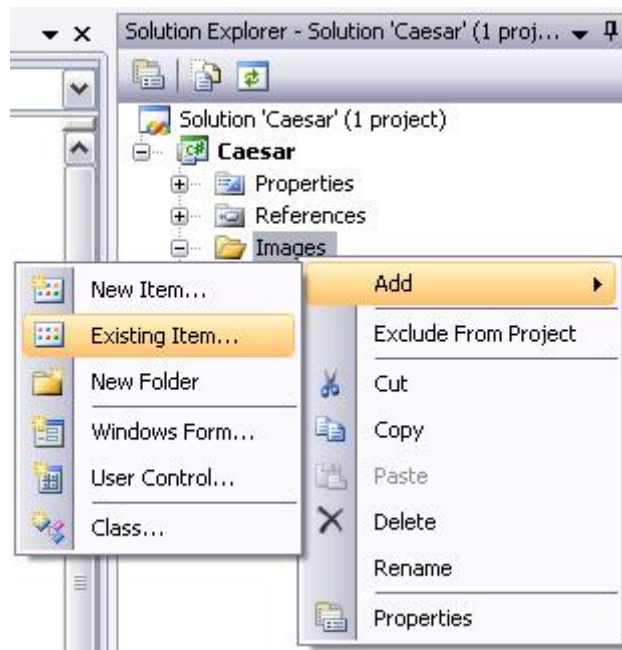 Solution Explorer - Solution 'Caesar' (1 proj...
Solution 'Caesar' (1 project)
Caesar
Properties
References
Images
New Item...
Existing Item...
New Folder
Windows Form...
User Control...
Class...
Add
Exclude From Project
Cut
Copy
Paste
Delete
Rename
Properties